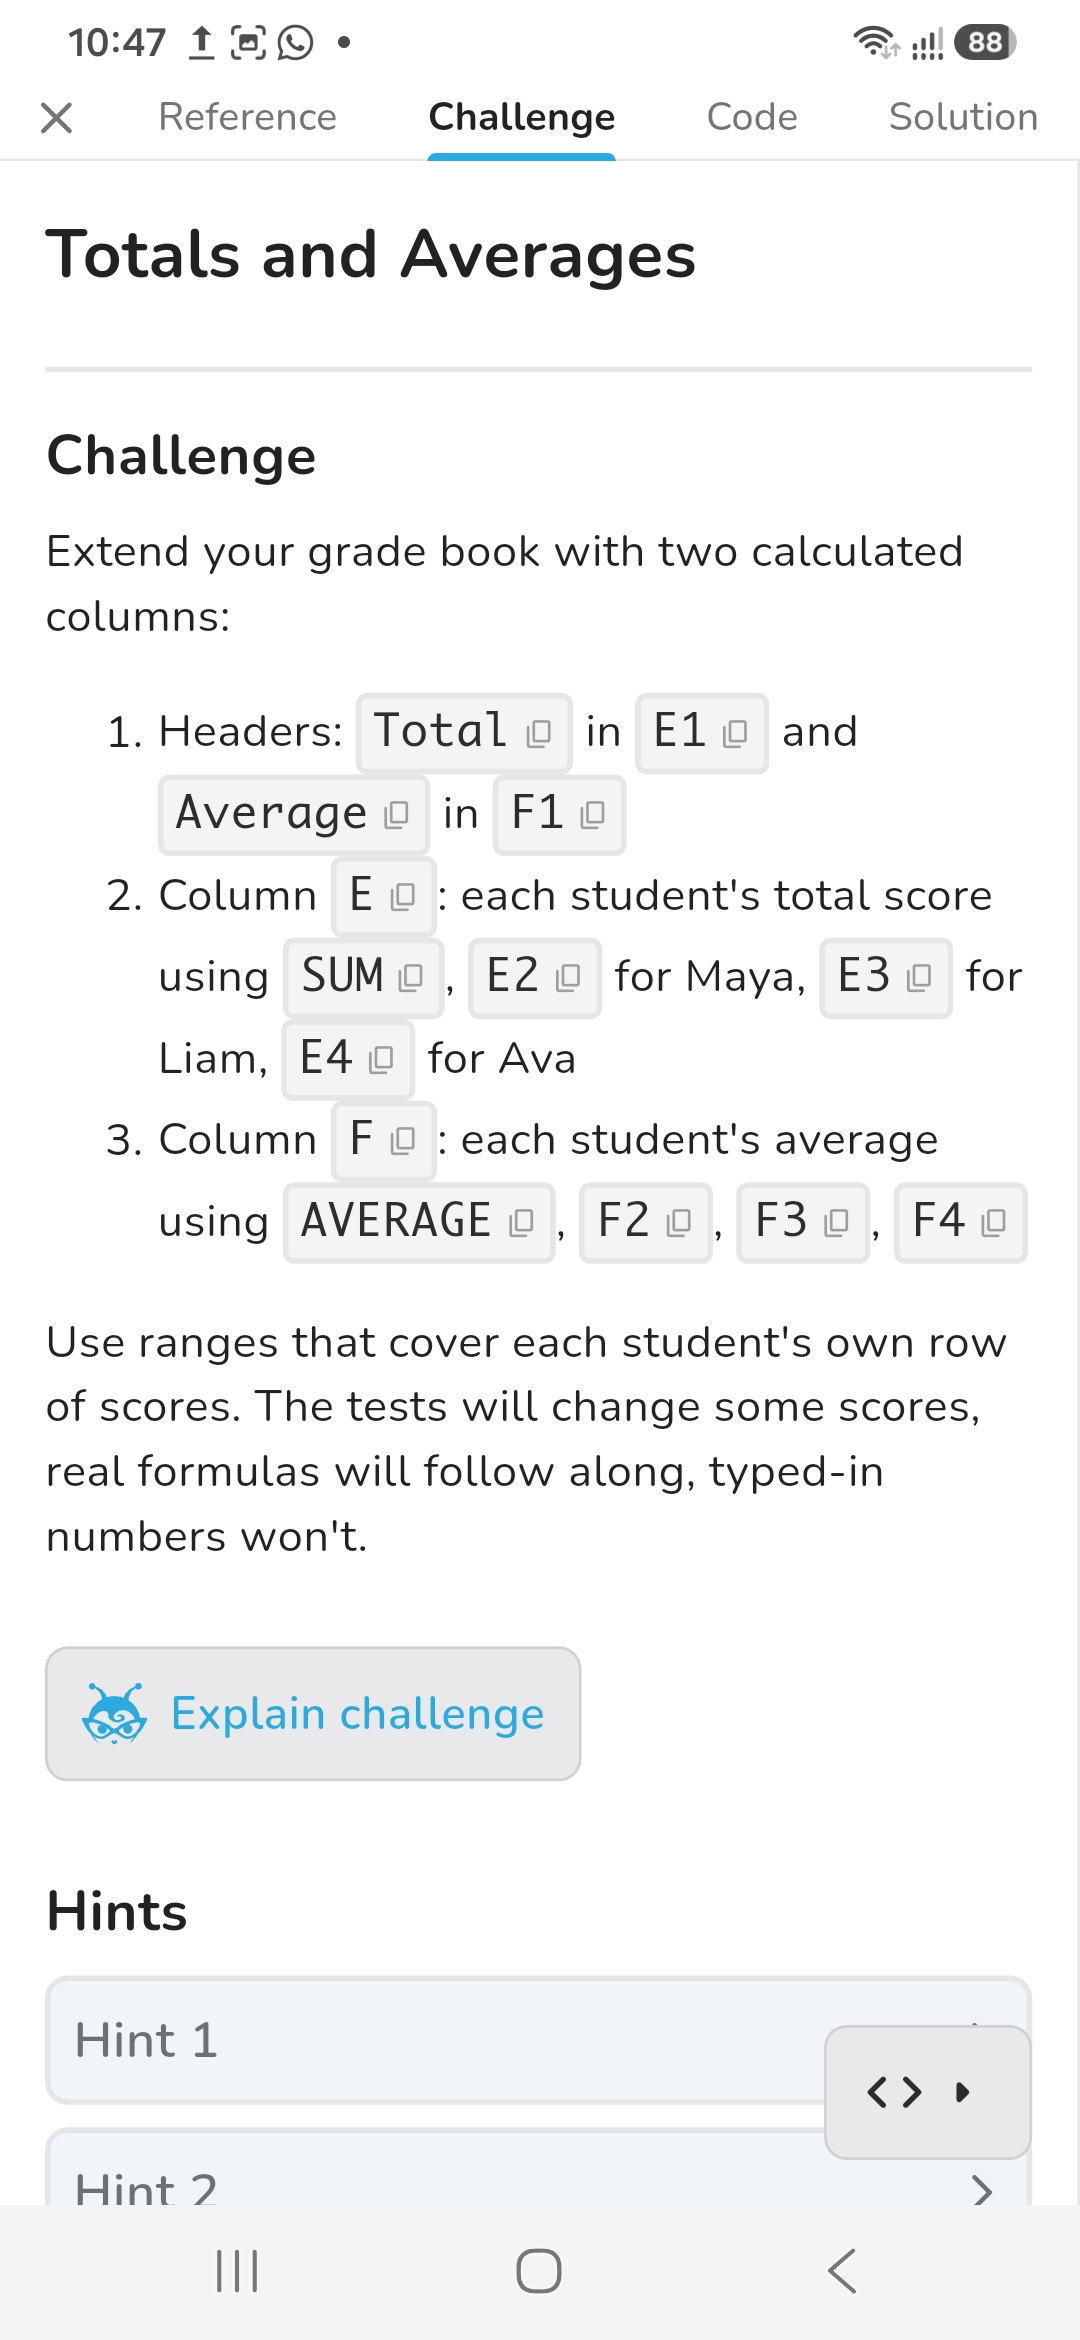 10:47
88
Reference Challenge Code Solution
Totals and Averages
Challenge
Extend your grade book with two calculated
columns:
1. Headers: Total in E1 and
Average in F1
2. Column E : each student's total score
using SUM , E2 for Maya, E3 for
Liam, E4 for Ava
3. Column F : each student's average
using AVERAGE , F2 , F3 , F4
Use ranges that cover each student's own row
of scores. The tests will change some scores,
real formulas will follow along, typed-in
numbers won't.
Explain challenge
Hints
Hint 1
Hint 2